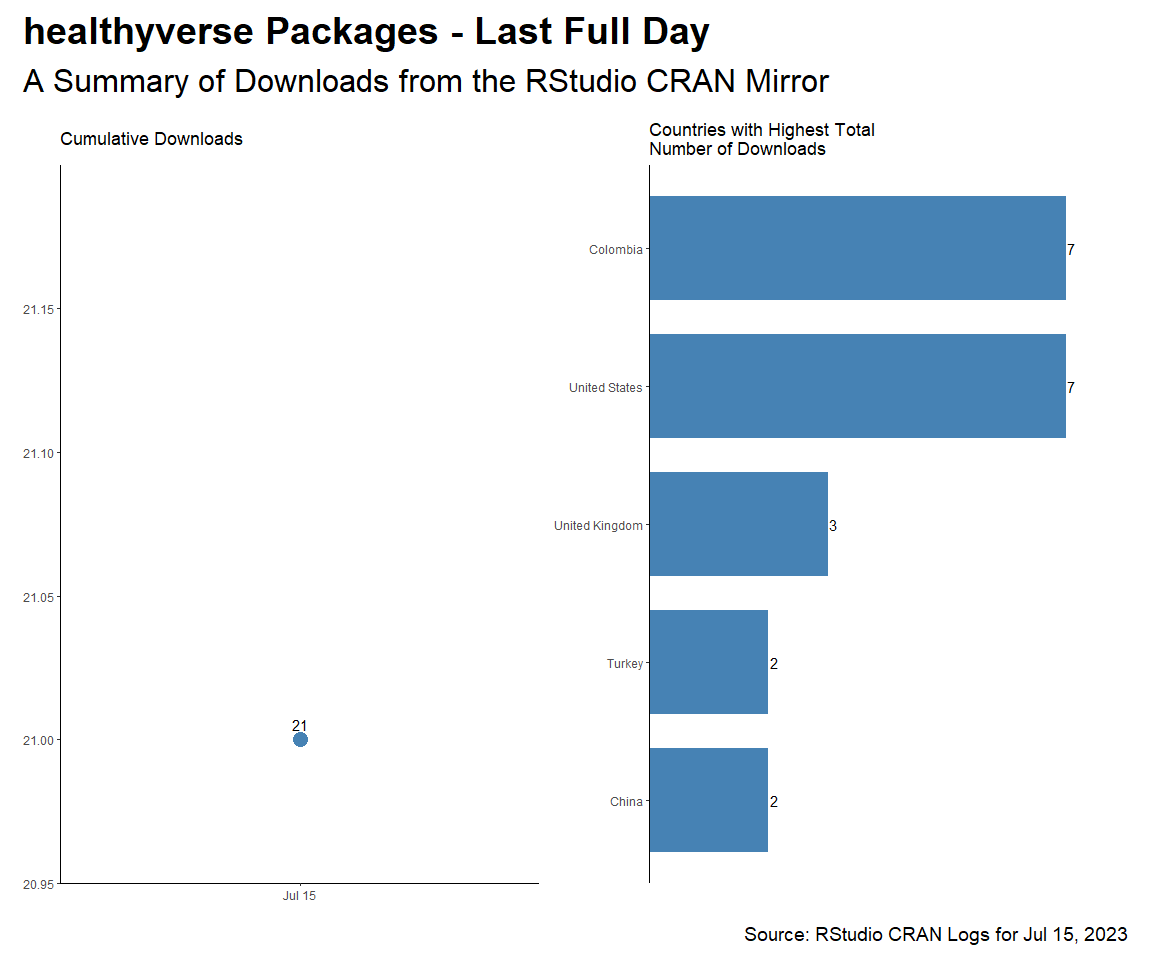 healthyverse Packages - Last Full Day
A Summary of Downloads from the RStudio CRAN Mirror
Cumulative Downloads
21.15
21.10
21.05
21.00
20.95
21
Jul 15
Countries with Highest Total
Number of Downloads
Colombia
7
United States
7
United Kingdom
3
Turkey
2
China
2
Source: RStudio CRAN Logs for Jul 15, 2023